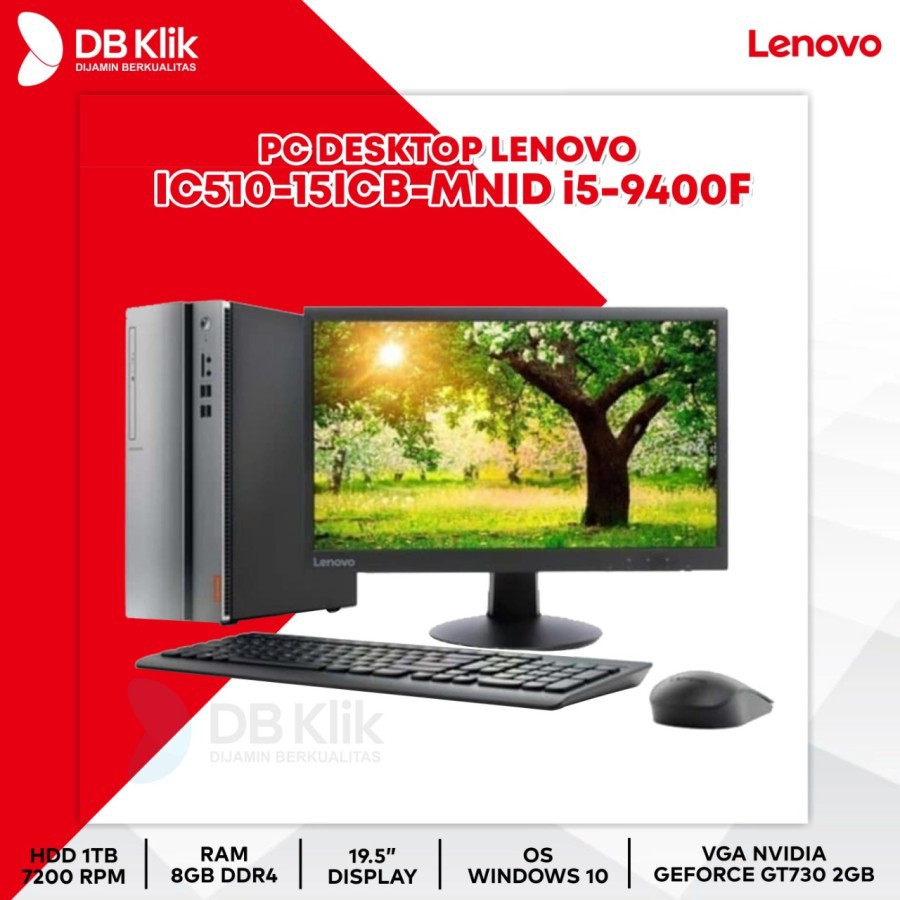 DB Klik
DIJAMIN BERKUALITAS
Lenovo
PC DESKTOP LENOVO
IC510-15ICB-MNID i5-9400F
Lenovo
DB Klik
DIJAMIN BERKUALITAS
HDD 1TB
7200 RPM
RAM
8GB DDR4
19.5"
DISPLAY
OS
WINDOWS 10
VGA NVIDIA
GEFORCE GT730 2GB